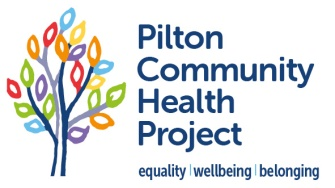 Pilton
Community
Health
Project
equality | wellbeing | belonging